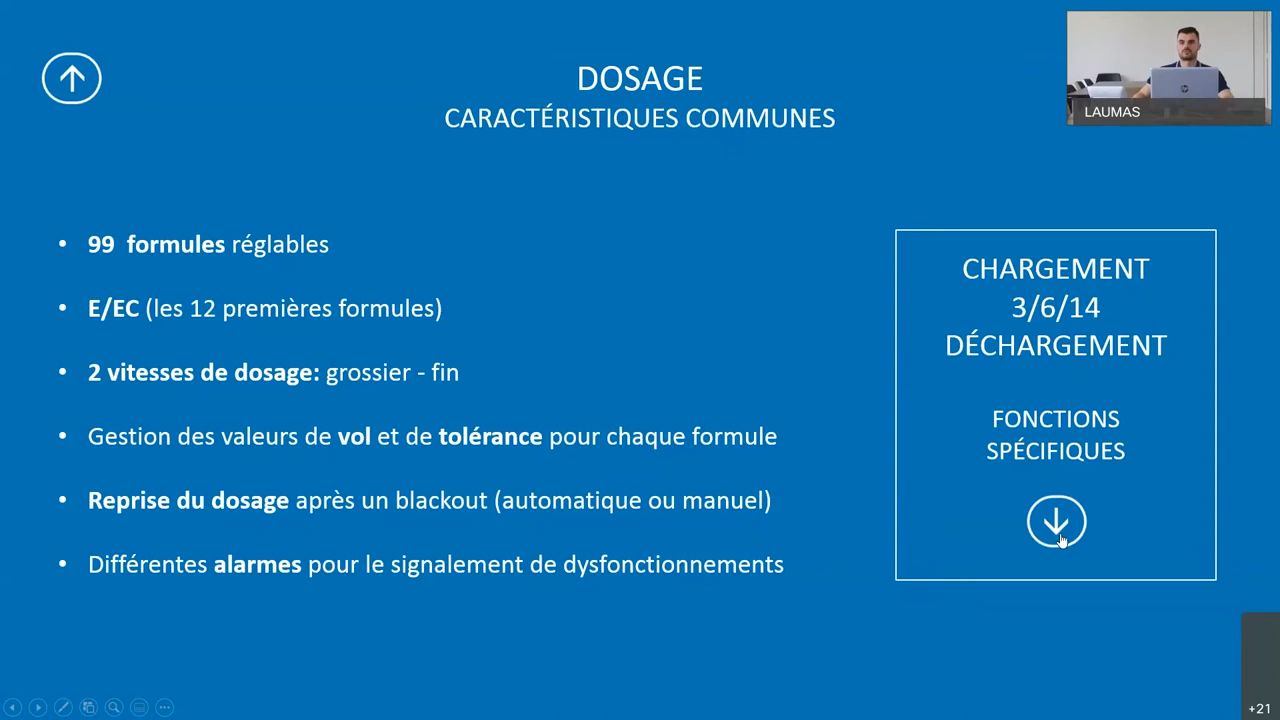 DOSAGE
CARACTÉRISTIQUES COMMUNES
LAUMAS
• 99 formules réglables
• E/EC (les 12 premières formules)
• 2 vitesses de dosage: grossier - fin
• Gestion des valeurs de vol et de tolérance pour chaque formule
• Reprise du dosage après un blackout (automatique ou manuel)
• Différentes alarmes pour le signalement de dysfonctionnements
CHARGEMENT
3/6/14
DÉCHARGEMENT
FONCTIONS
SPÉCIFIQUES
+21